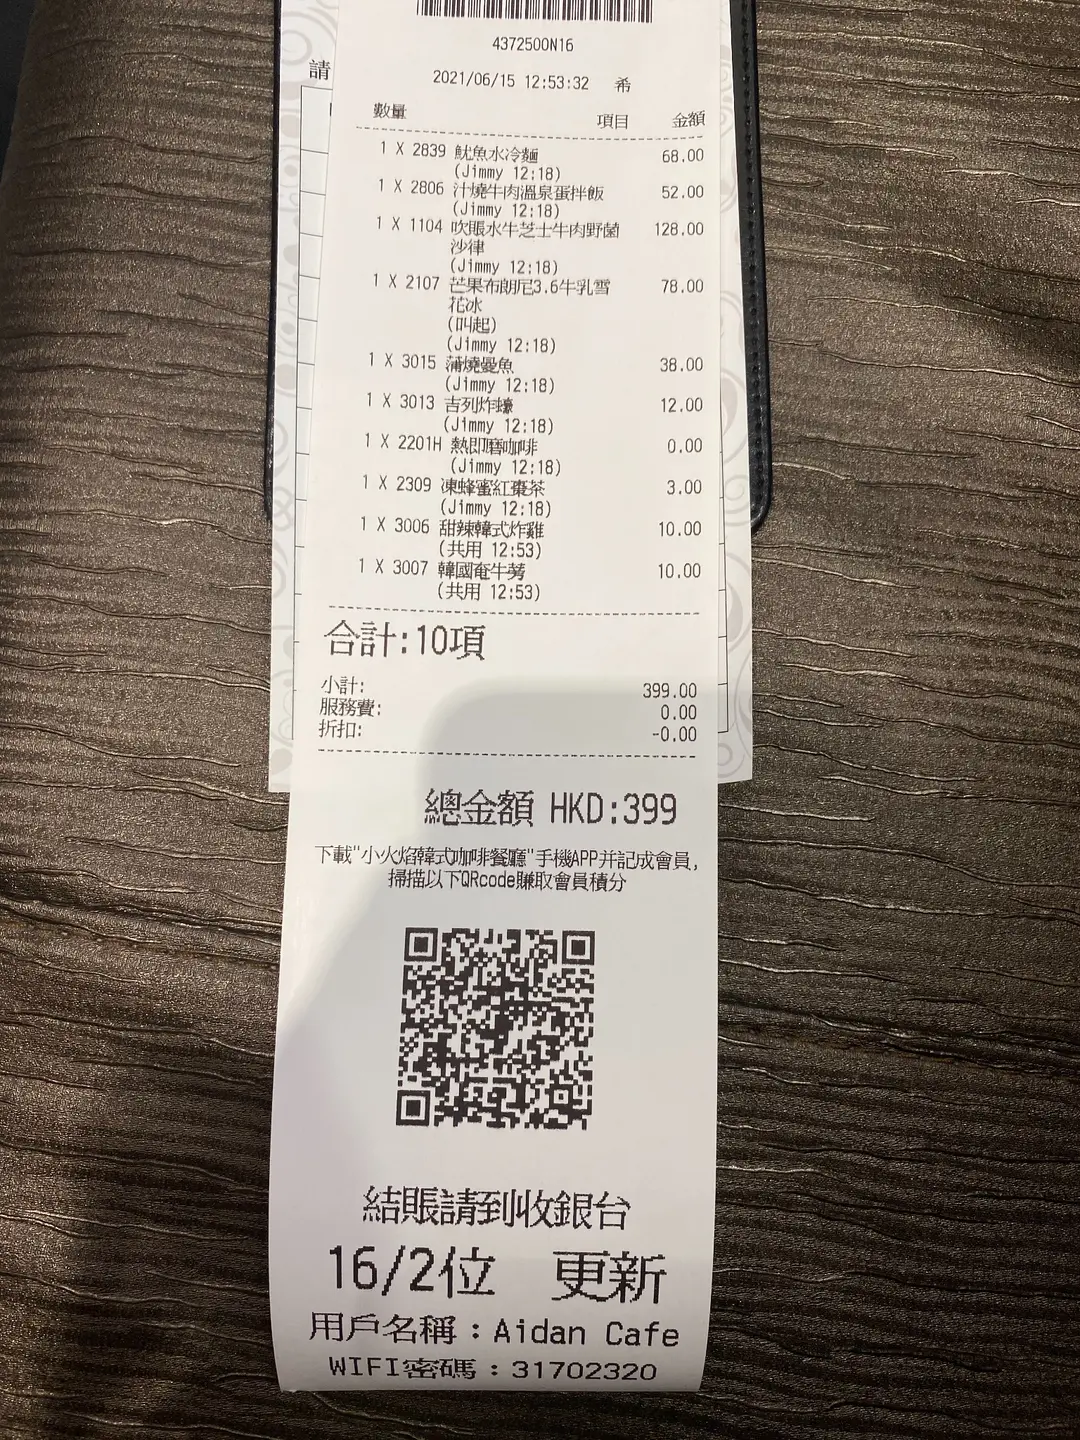 請
4372500N16
2021/06/15 12:53:32 希
數量 項目 金額
1 X 2839 魷魚水冷麵 68.00
(Jimmy 12:18)
1 X 2806 汁燒牛肉溫泉蛋拌飯 52.00
(Jimmy 12:18)
1 X 1104 吹賬水牛芝士牛肉野菌 128.00
沙律
(Jimmy 12:18)
1 X 2107 芒果布朗尼3.6牛乳雪 78.00
花冰
(叫起)
(Jimmy 12:18)
1 X 3015 蒲燒曼魚 38.00
(Jimmy 12:18)
1 X 3013 吉列炸蠔 12.00
(Jimmy 12:18)
1 X 2201H 熱即磨咖啡 0.00
(Jimmy 12:18)
1 X 2309 凍蜂蜜紅棗茶 3.00
(Jimmy 12:18)
1 X 3006 甜辣韓式炸雞 10.00
(共用 12:53)
1 X 3007 韓國奄牛 10.00
(共用 12:53)
合計:10項
小計: 399.00
服務費: 0.00
折扣: -0.00
總金額 HKD:399
下載"小火焰韓式咖啡餐廳"手機APP并記成會員,
掃描以下QRcode賺取會員積分
結賬請到收銀台
16/2位 更新
用戶名稱：Aidan Cafe
WIFI密碼：31702320